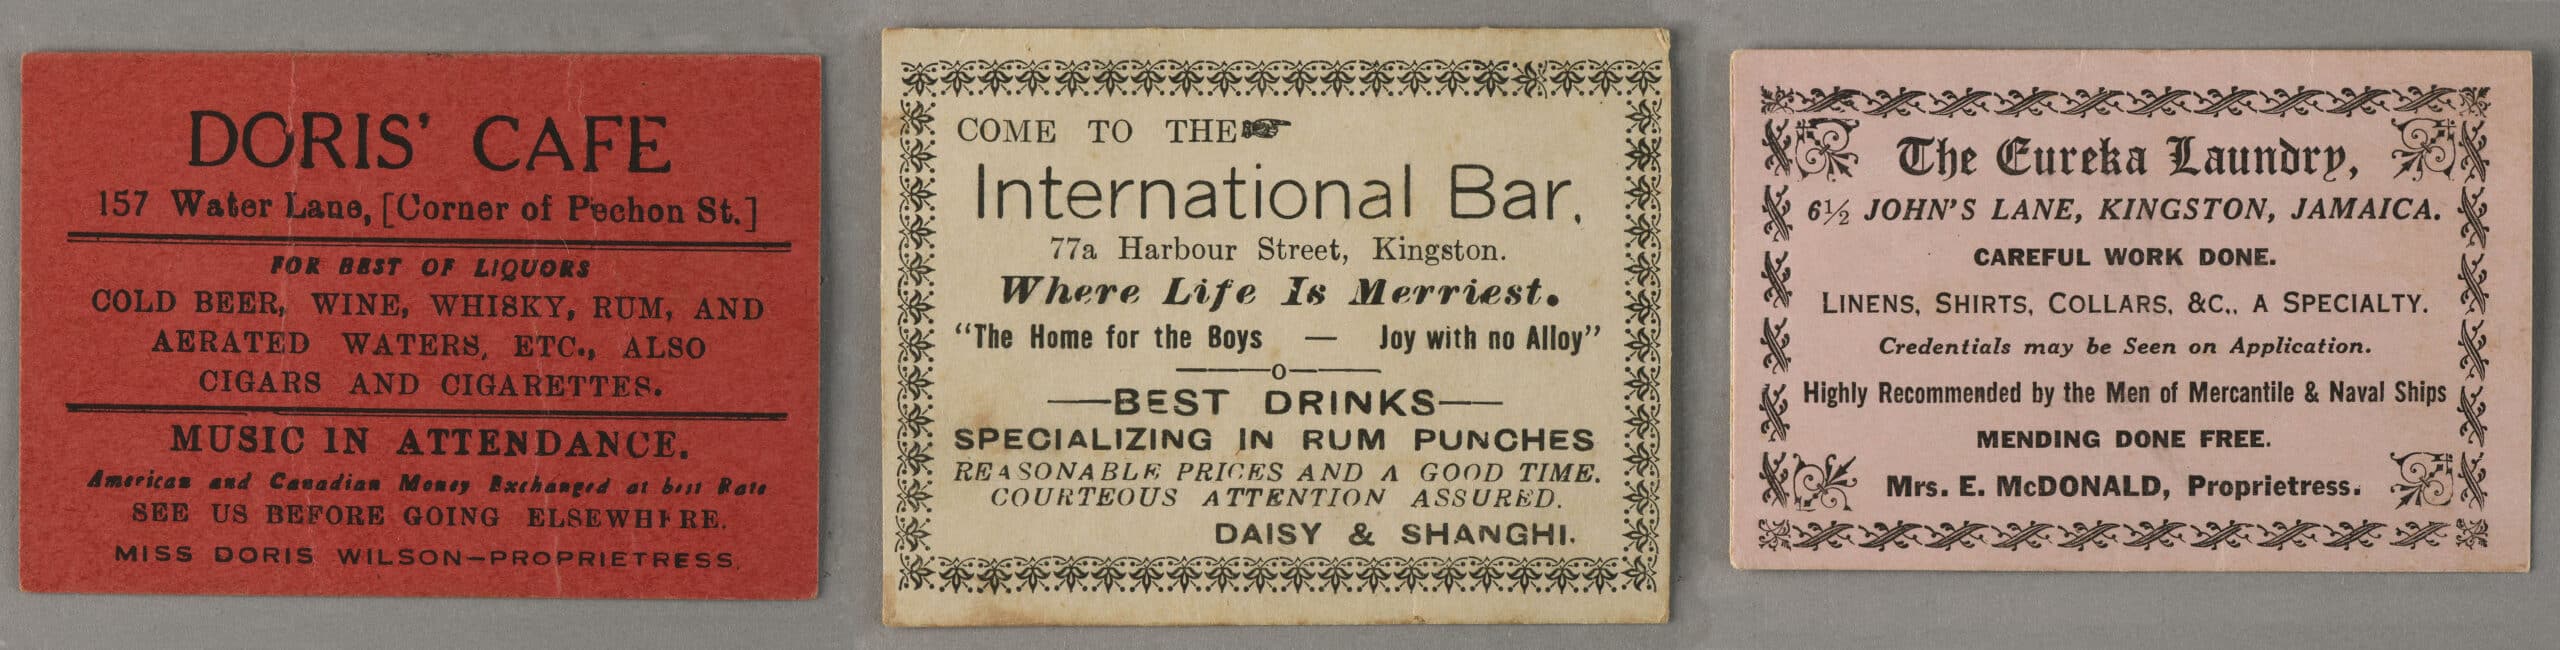 DORIS' CAFE
157 Water Lane, [Corner of Pechon St.]
FOR BEST OF LIQUORS
COLD BEER, WINE, WHISKY, RUM, AND
AERATED WATERS, ETC., ALSO
CIGARS AND CIGARETTES.
MUSIC IN ATTENDANCE.
American and Canadian Money Exchanged at best Rate
SEE US BEFORE GOING ELSEWHERE.
MISS DORIS WILSON—PROPRIETRESS.
COME TO THE
International Bar,
77a Harbour Street, Kingston.
Where Life Is Merriest.
"The Home for the Boys — Joy with no Alloy"
——o——
—BEST DRINKS—
SPECIALIZING IN RUM PUNCHES
REASONABLE PRICES AND A GOOD TIME.
COURTEOUS ATTENTION ASSURED.
DAISY & SHANGHI.
The Eureka Laundry,
6½ JOHN'S LANE, KINGSTON, JAMAICA.
CAREFUL WORK DONE.
LINENS, SHIRTS, COLLARS, &C., A SPECIALTY.
Credentials may be Seen on Application.
Highly Recommended by the Men of Mercantile & Naval Ships
MENDING DONE FREE.
Mrs. E. McDONALD, Proprietress.